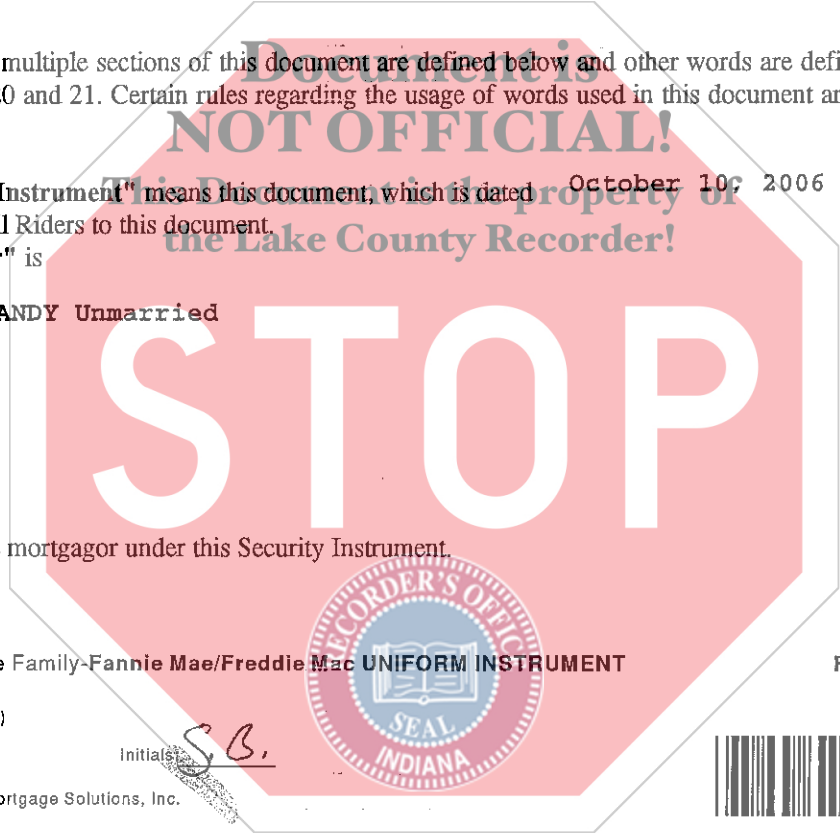 multiple sections of this document are defined below and other words are defi
0 and 21. Certain rules regarding the usage of words used in this document ar
Document is
NOT OFFICIAL!
This Document is the property of
the Lake County Recorder!
Instrument" means this document, which is dated October 10, 2006
l Riders to this document.
" is
ANDY Unmarried
STOP
mortgagor under this Security Instrument.
RECORDER'S OFFICE
SEAL
INDIANA
e Family-Fannie Mae/Freddie Mac UNIFORM INSTRUMENT F
)
Initials: S.B.
ortgage Solutions, Inc.